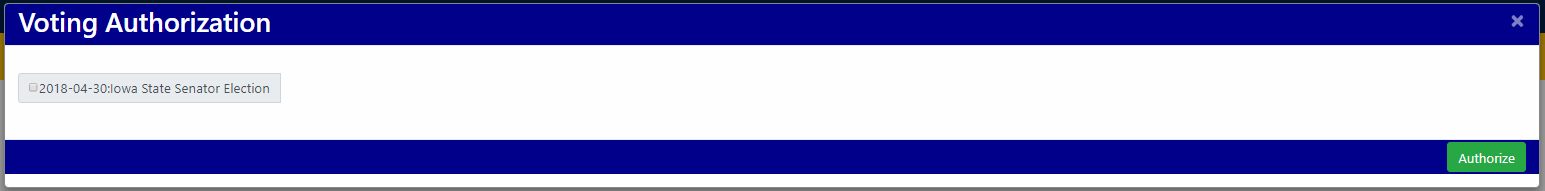 Voting Authorization
2018-04-30:Iowa State Senator Election
Authorize